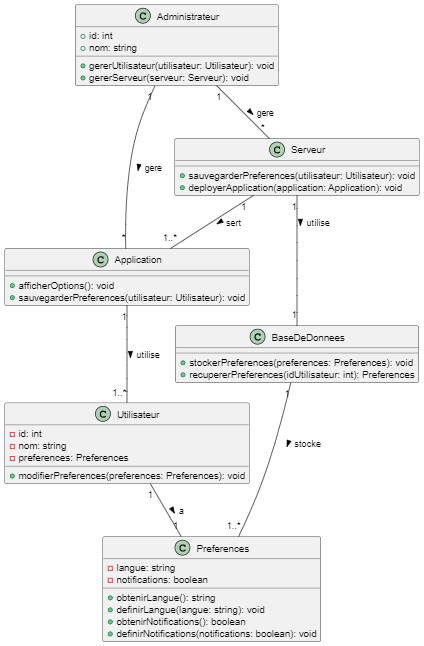 C Administrateur
id: int
nom: string
gererUtilisateur(utilisateur: Utilisateur): void
gererServeur(serveur: Serveur): void
1
1
gere
*
C Serveur
sauvegarderPreferences(utilisateur: Utilisateur): void
deployerApplication(application: Application): void
gere
1
1
sert
utilise
*
1..*
C Application
afficherOptions(): void
sauvegarderPreferences(utilisateur: Utilisateur): void
1
1
C BaseDeDonnees
stockerPreferences(preferences: Preferences): void
recupererPreferences(idUtilisateur: int): Preferences
utilise
1..*
1
C Utilisateur
id: int
nom: string
preferences: Preferences
modifierPreferences(preferences: Preferences): void
stocke
1
a
1
1..*
C Preferences
langue: string
notifications: boolean
obtenirLangue(): string
definirLangue(langue: string): void
obtenirNotifications(): boolean
definirNotifications(notifications: boolean): void